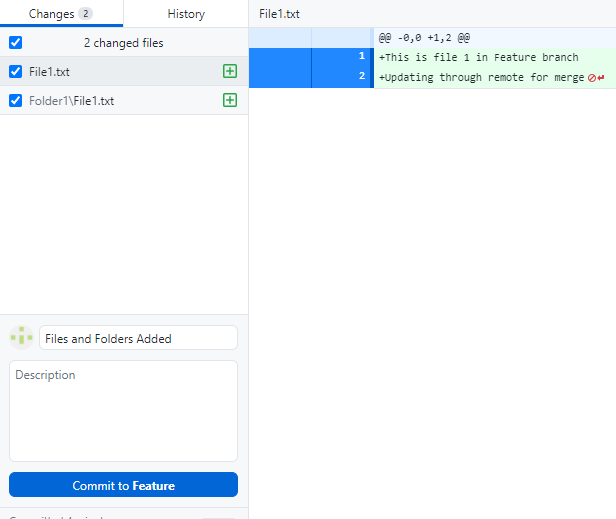 Changes 2
History
2 changed files
File1.txt
Folder1\File1.txt
Files and Folders Added
Description
Commit to Feature
File1.txt
@@ -0,0 +1,2 @@
1 +This is file 1 in Feature branch
2 +Updating through remote for merge